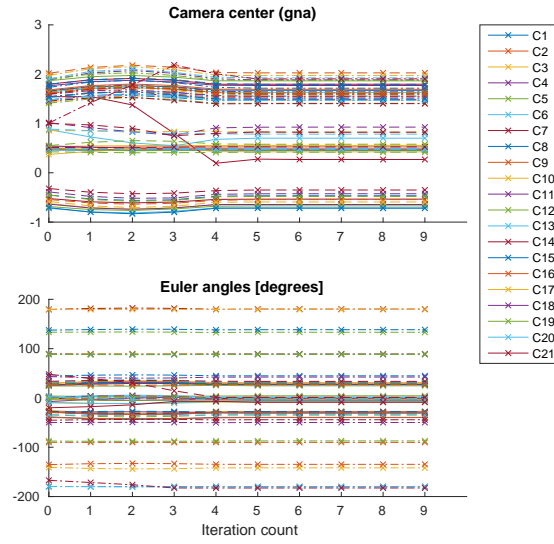 Camera center (gna)
3
2
1
0
-1
0 1 2 3 4 5 6 7 8 9
Euler angles [degrees]
200
100
0
-100
-200
0 1 2 3 4 5 6 7 8 9
Iteration count
C1
C2
C3
C4
C5
C6
C7
C8
C9
C10
C11
C12
C13
C14
C15
C16
C17
C18
C19
C20
C21